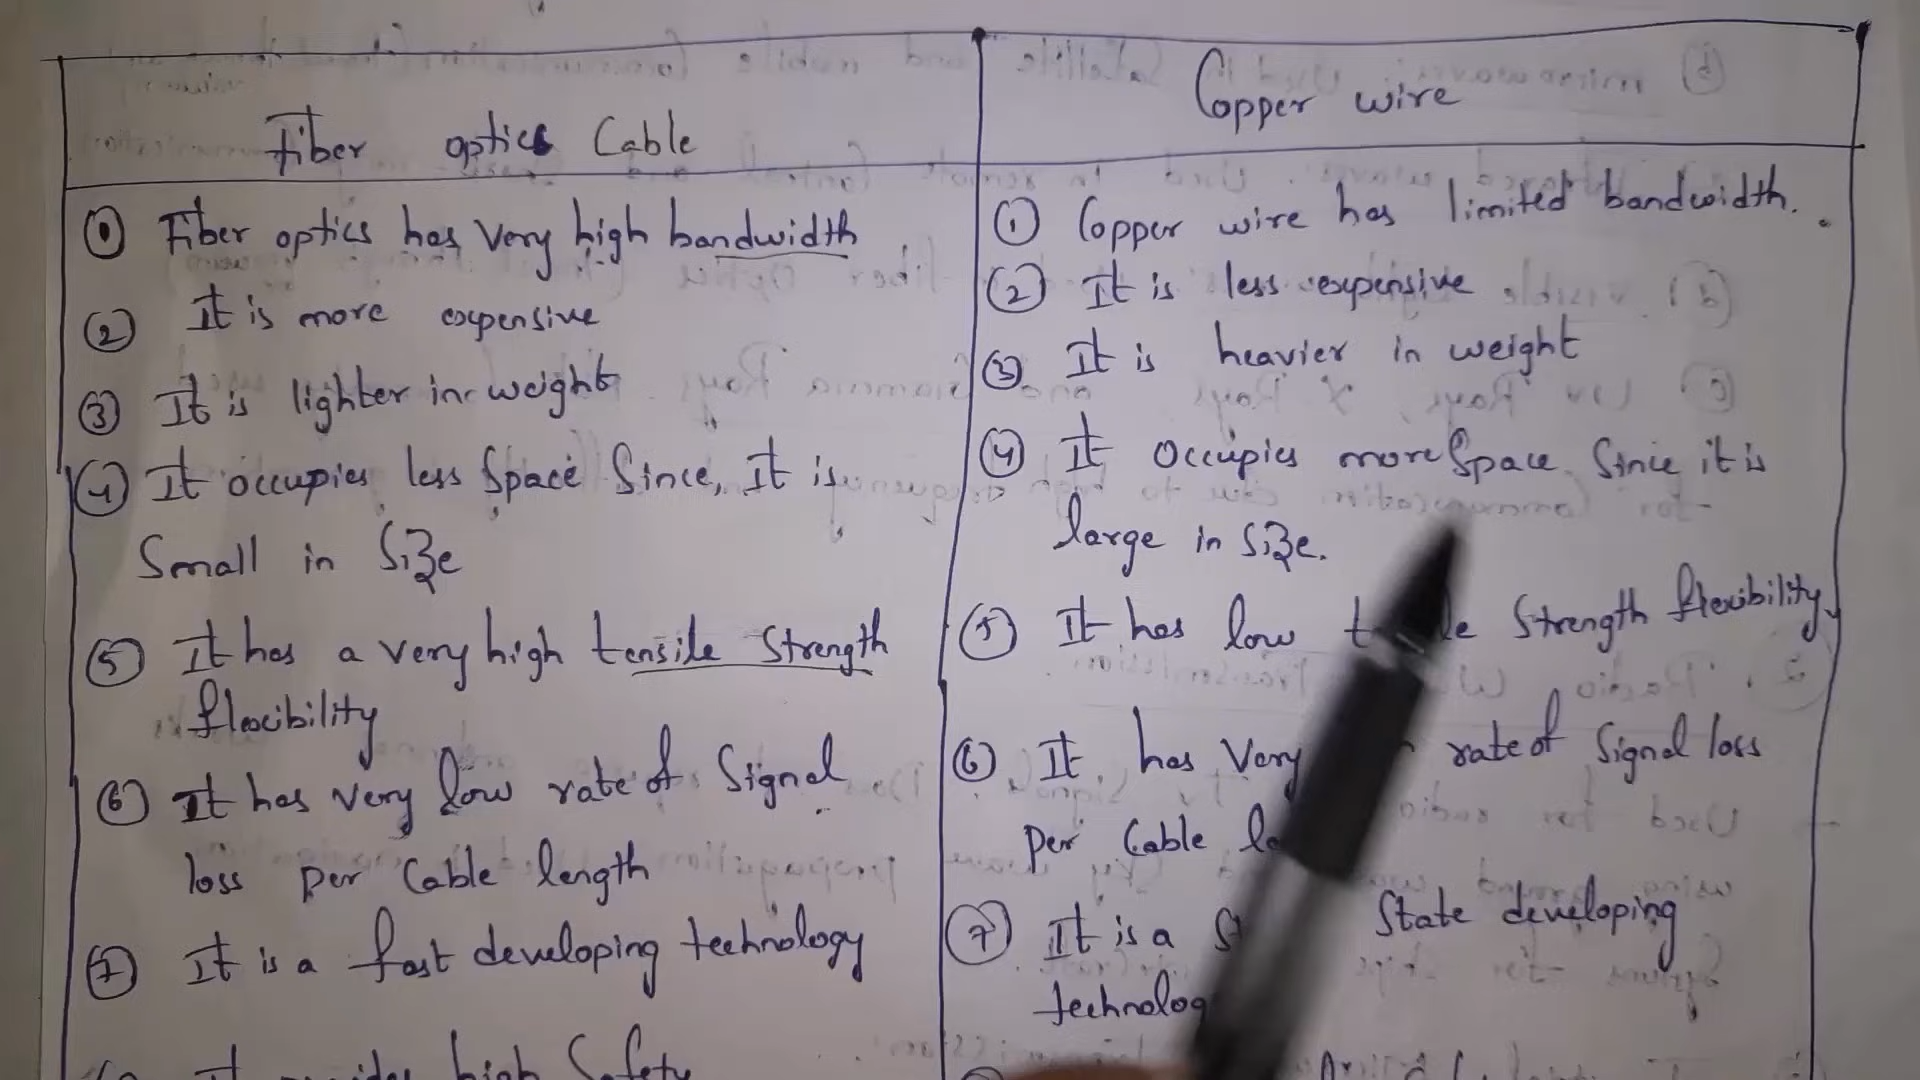 Fiber optics Cable
① Fiber optics has Very high bandwidth
② It is more expensive
③ It is lighter in weight
④ It occupies less Space Since, It is
Small in Size
⑤ It has a very high tensile Strength
flexibility
⑥ It has very low rate of Signal
loss per Cable length
⑦ It is a fast developing technology
high Safety
Copper wire
① Copper wire has limited bandwidth.
② It is less expensive
③ It is heavier in weight
④ It Occupies more Space Since it is
large in Size.
⑤ It has low Strength flexibility
⑥ It has Very rate of Signal loss
per Cable
⑦ It is a State developing